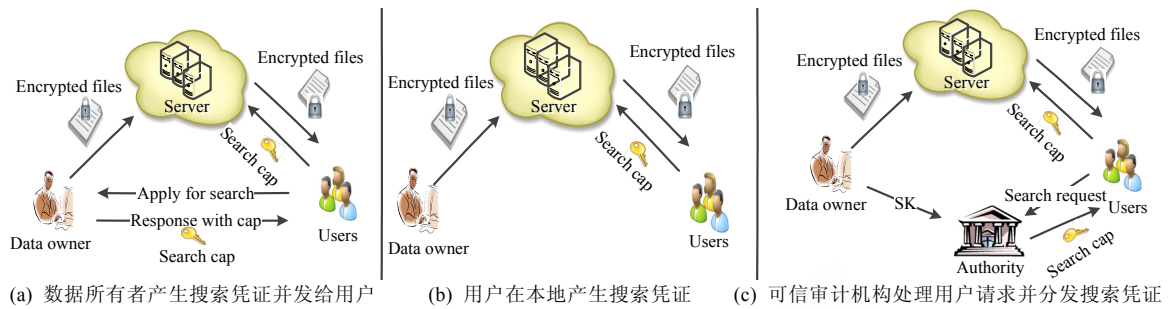 Encrypted files
Encrypted files
Server
Search cap
Apply for search
Response with cap
Data owner
Search cap
Users
(a) 数据所有者产生搜索凭证并发给用户
Encrypted files
Encrypted files
Server
Search cap
Data owner
Users
(b) 用户在本地产生搜索凭证
Encrypted files
Encrypted files
Server
Search cap
Data owner
SK
Search request
Users
Authority
Search cap
(c) 可信审计机构处理用户请求并分发搜索凭证